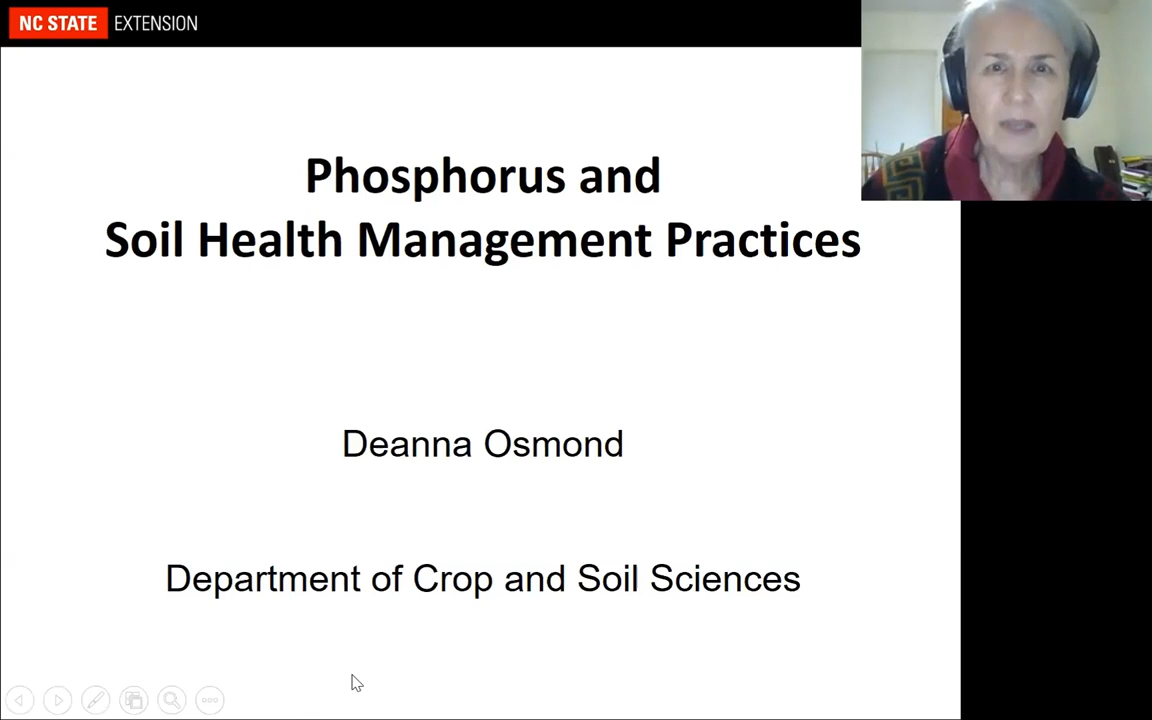 NC STATE EXTENSION
Phosphorus and
Soil Health Management Practices
Deanna Osmond
Department of Crop and Soil Sciences